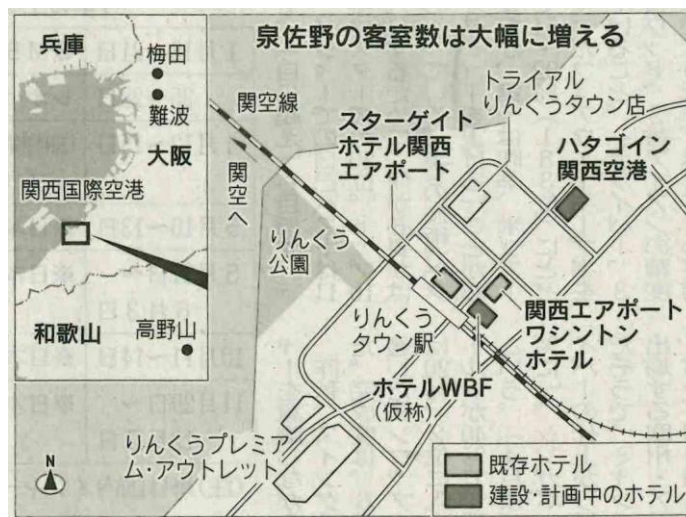 泉佐野の客室数は大幅に増える
兵庫
梅田
難波
大阪
関西国際空港
和歌山
高野山
N
関空線
関空へ
りんくう
公園
スターゲイト
ホテル関西
エアポート
トライアル
りんくうタウン店
ハタゴイン
関西空港
りんくう
タウン駅
関西エアポート
ワシントン
ホテル
ホテルWBF
(仮称)
りんくうプレミア
ム・アウトレット
既存ホテル
建設・計画中のホテル